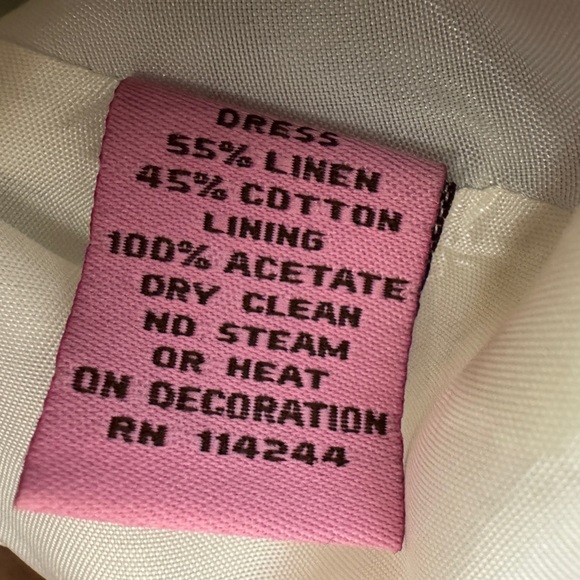 DRESS
55% LINEN
45% COTTON
LINING
100% ACETATE
DRY CLEAN
NO STEAM
OR HEAT
ON DECORATION
RN 114244